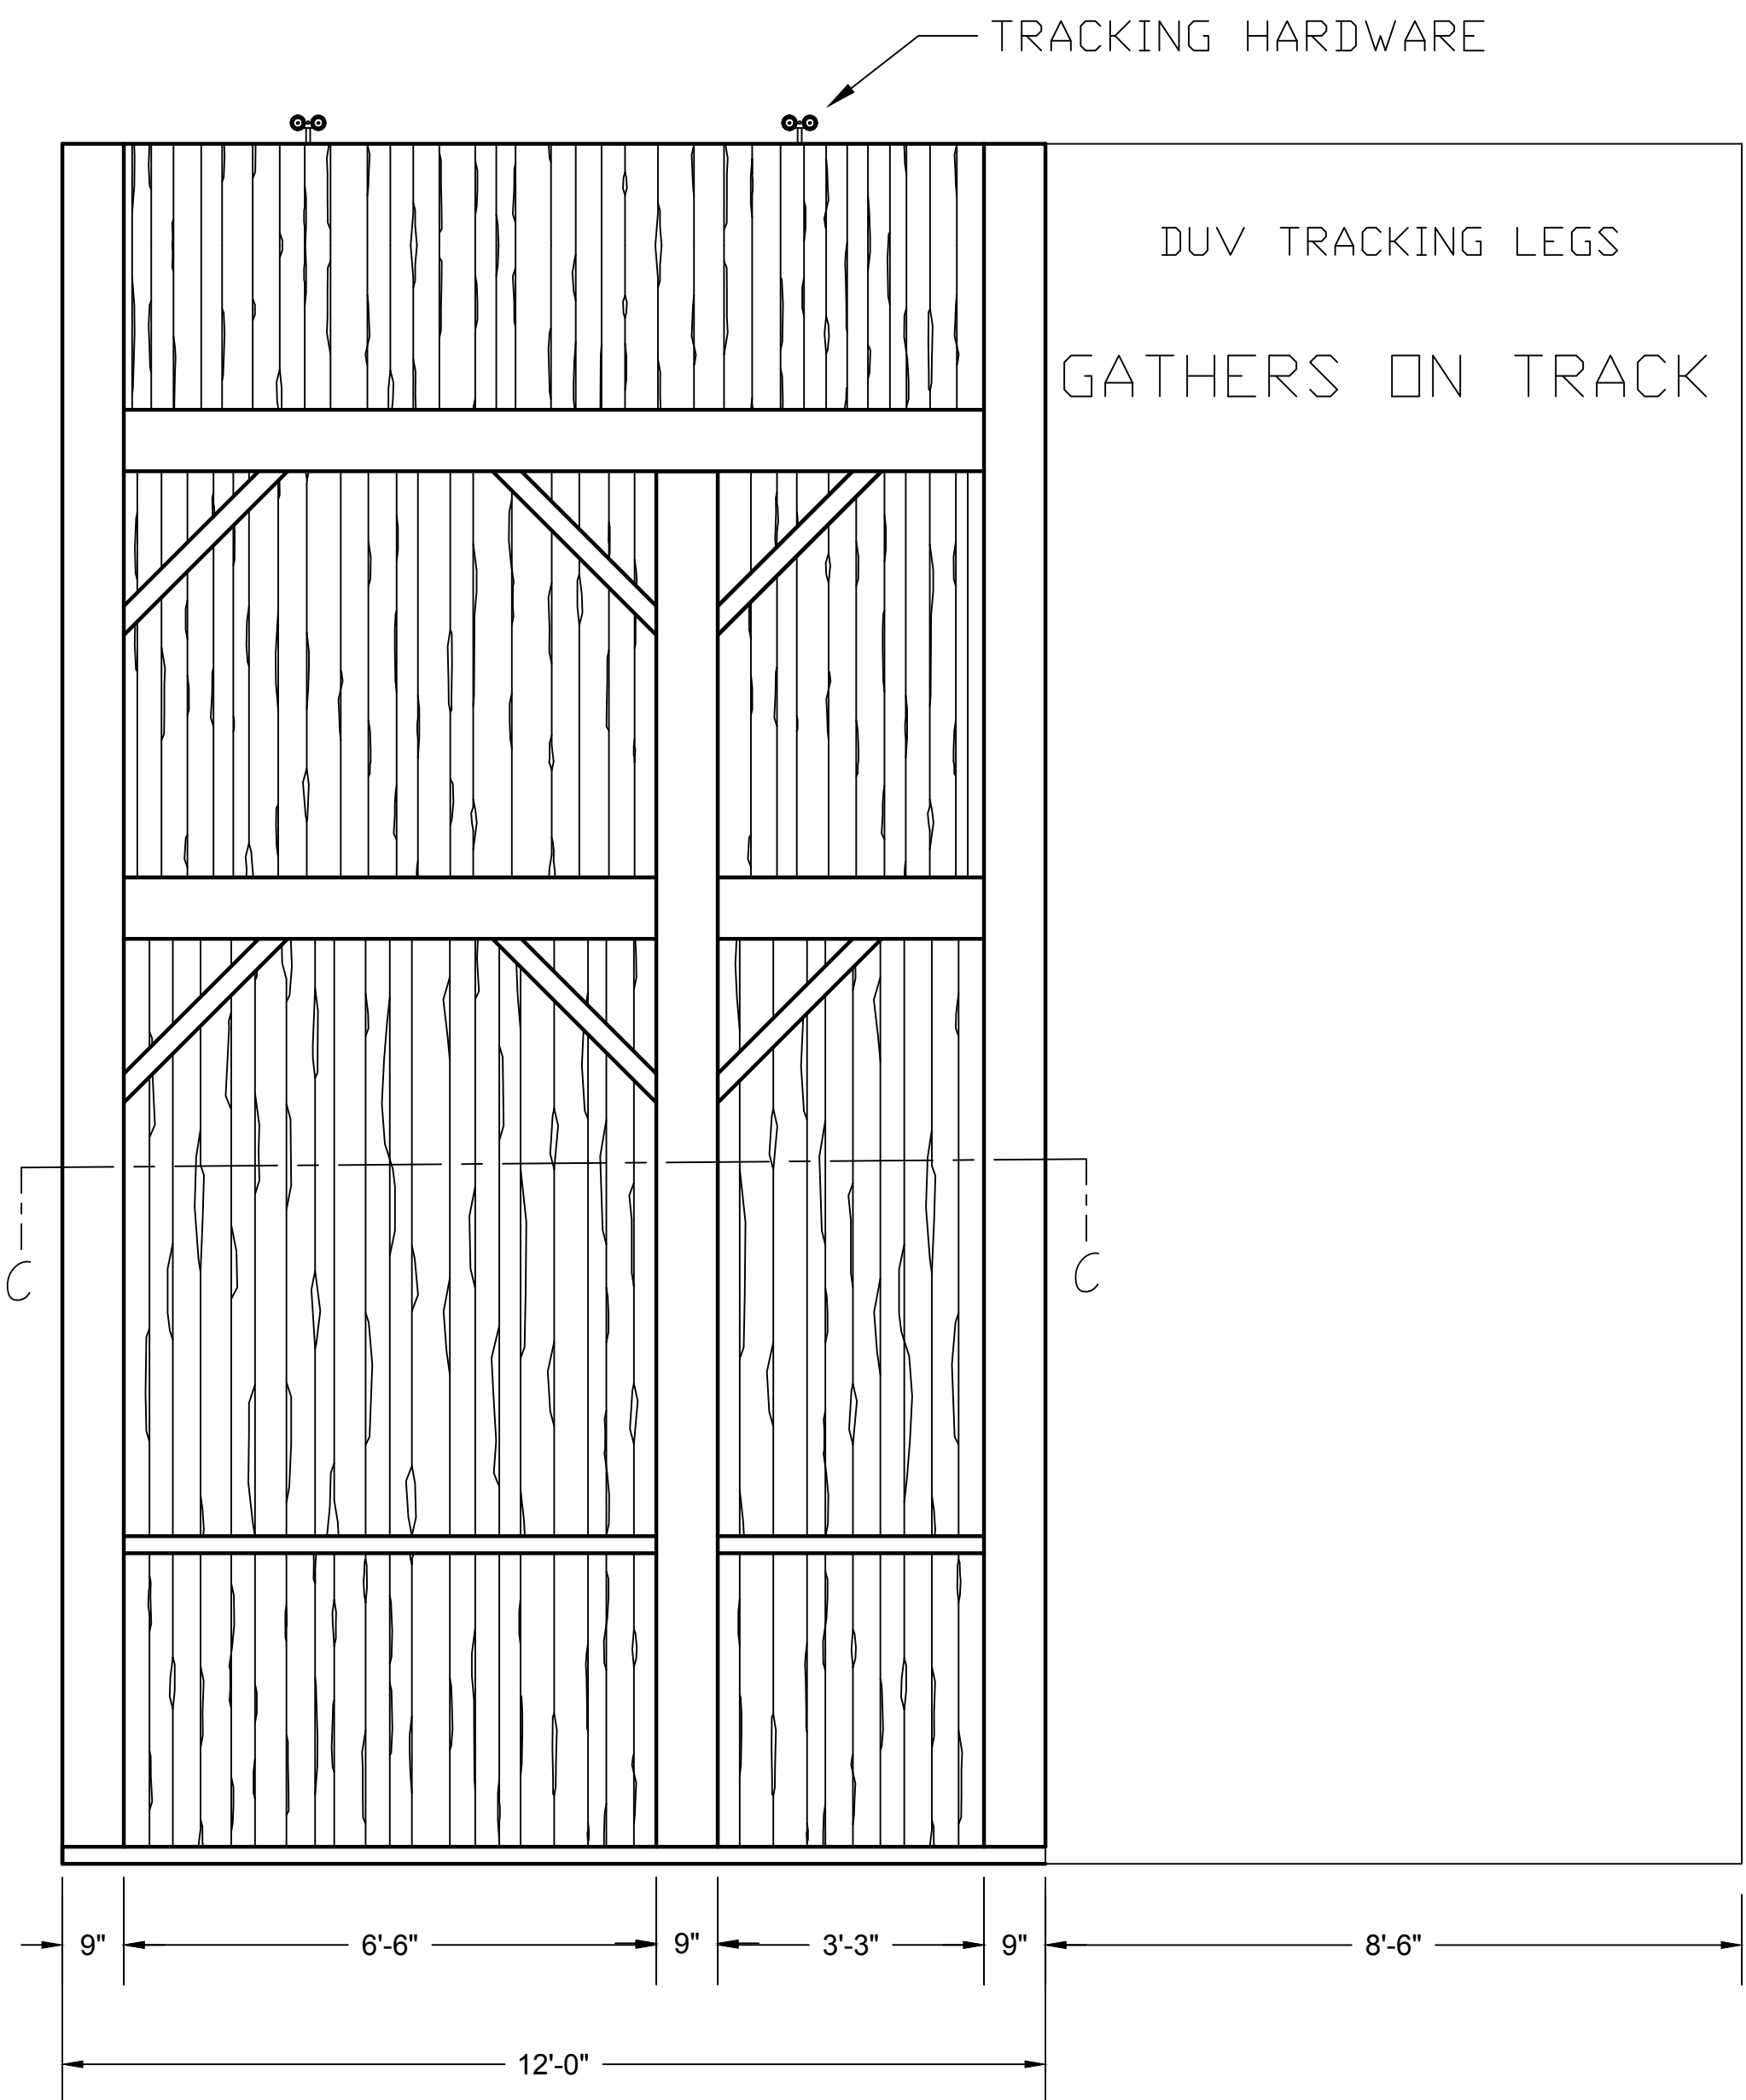 TRACKING HARDWARE
DUV TRACKING LEGS
GATHERS ON TRACK
C C
9" 6'-6" 9" 3'-3" 9" 8'-6"
12'-0"